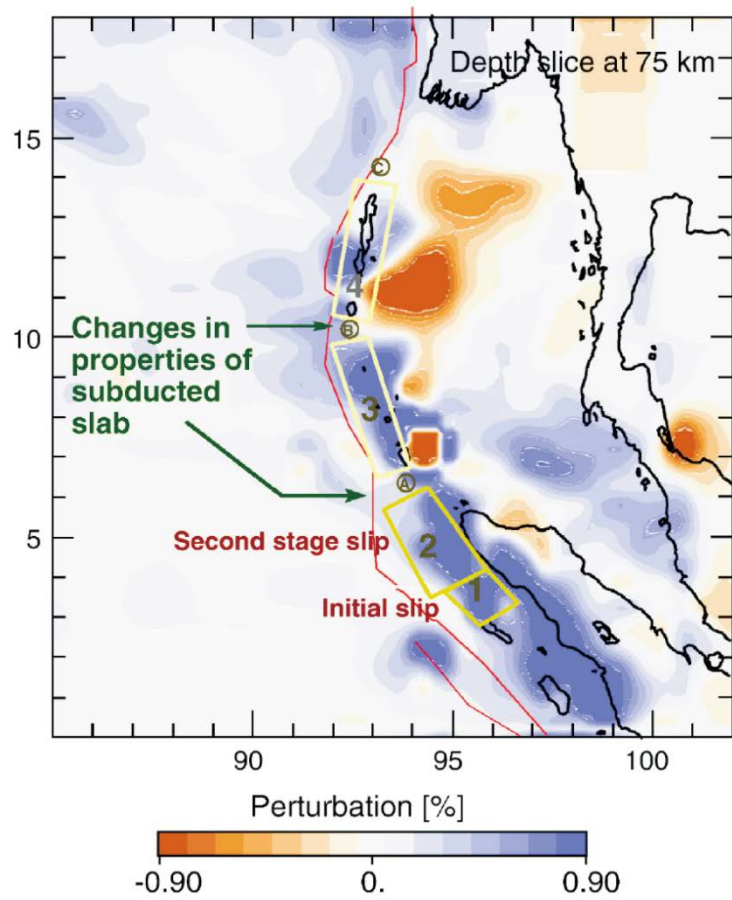 Depth slice at 75 km
15
C
4
10
Changes in
properties of
subducted
slab
B
3
A
5
Second stage slip
2
1
Initial slip
90
95
100
Perturbation [%]
-0.90
0.
0.90